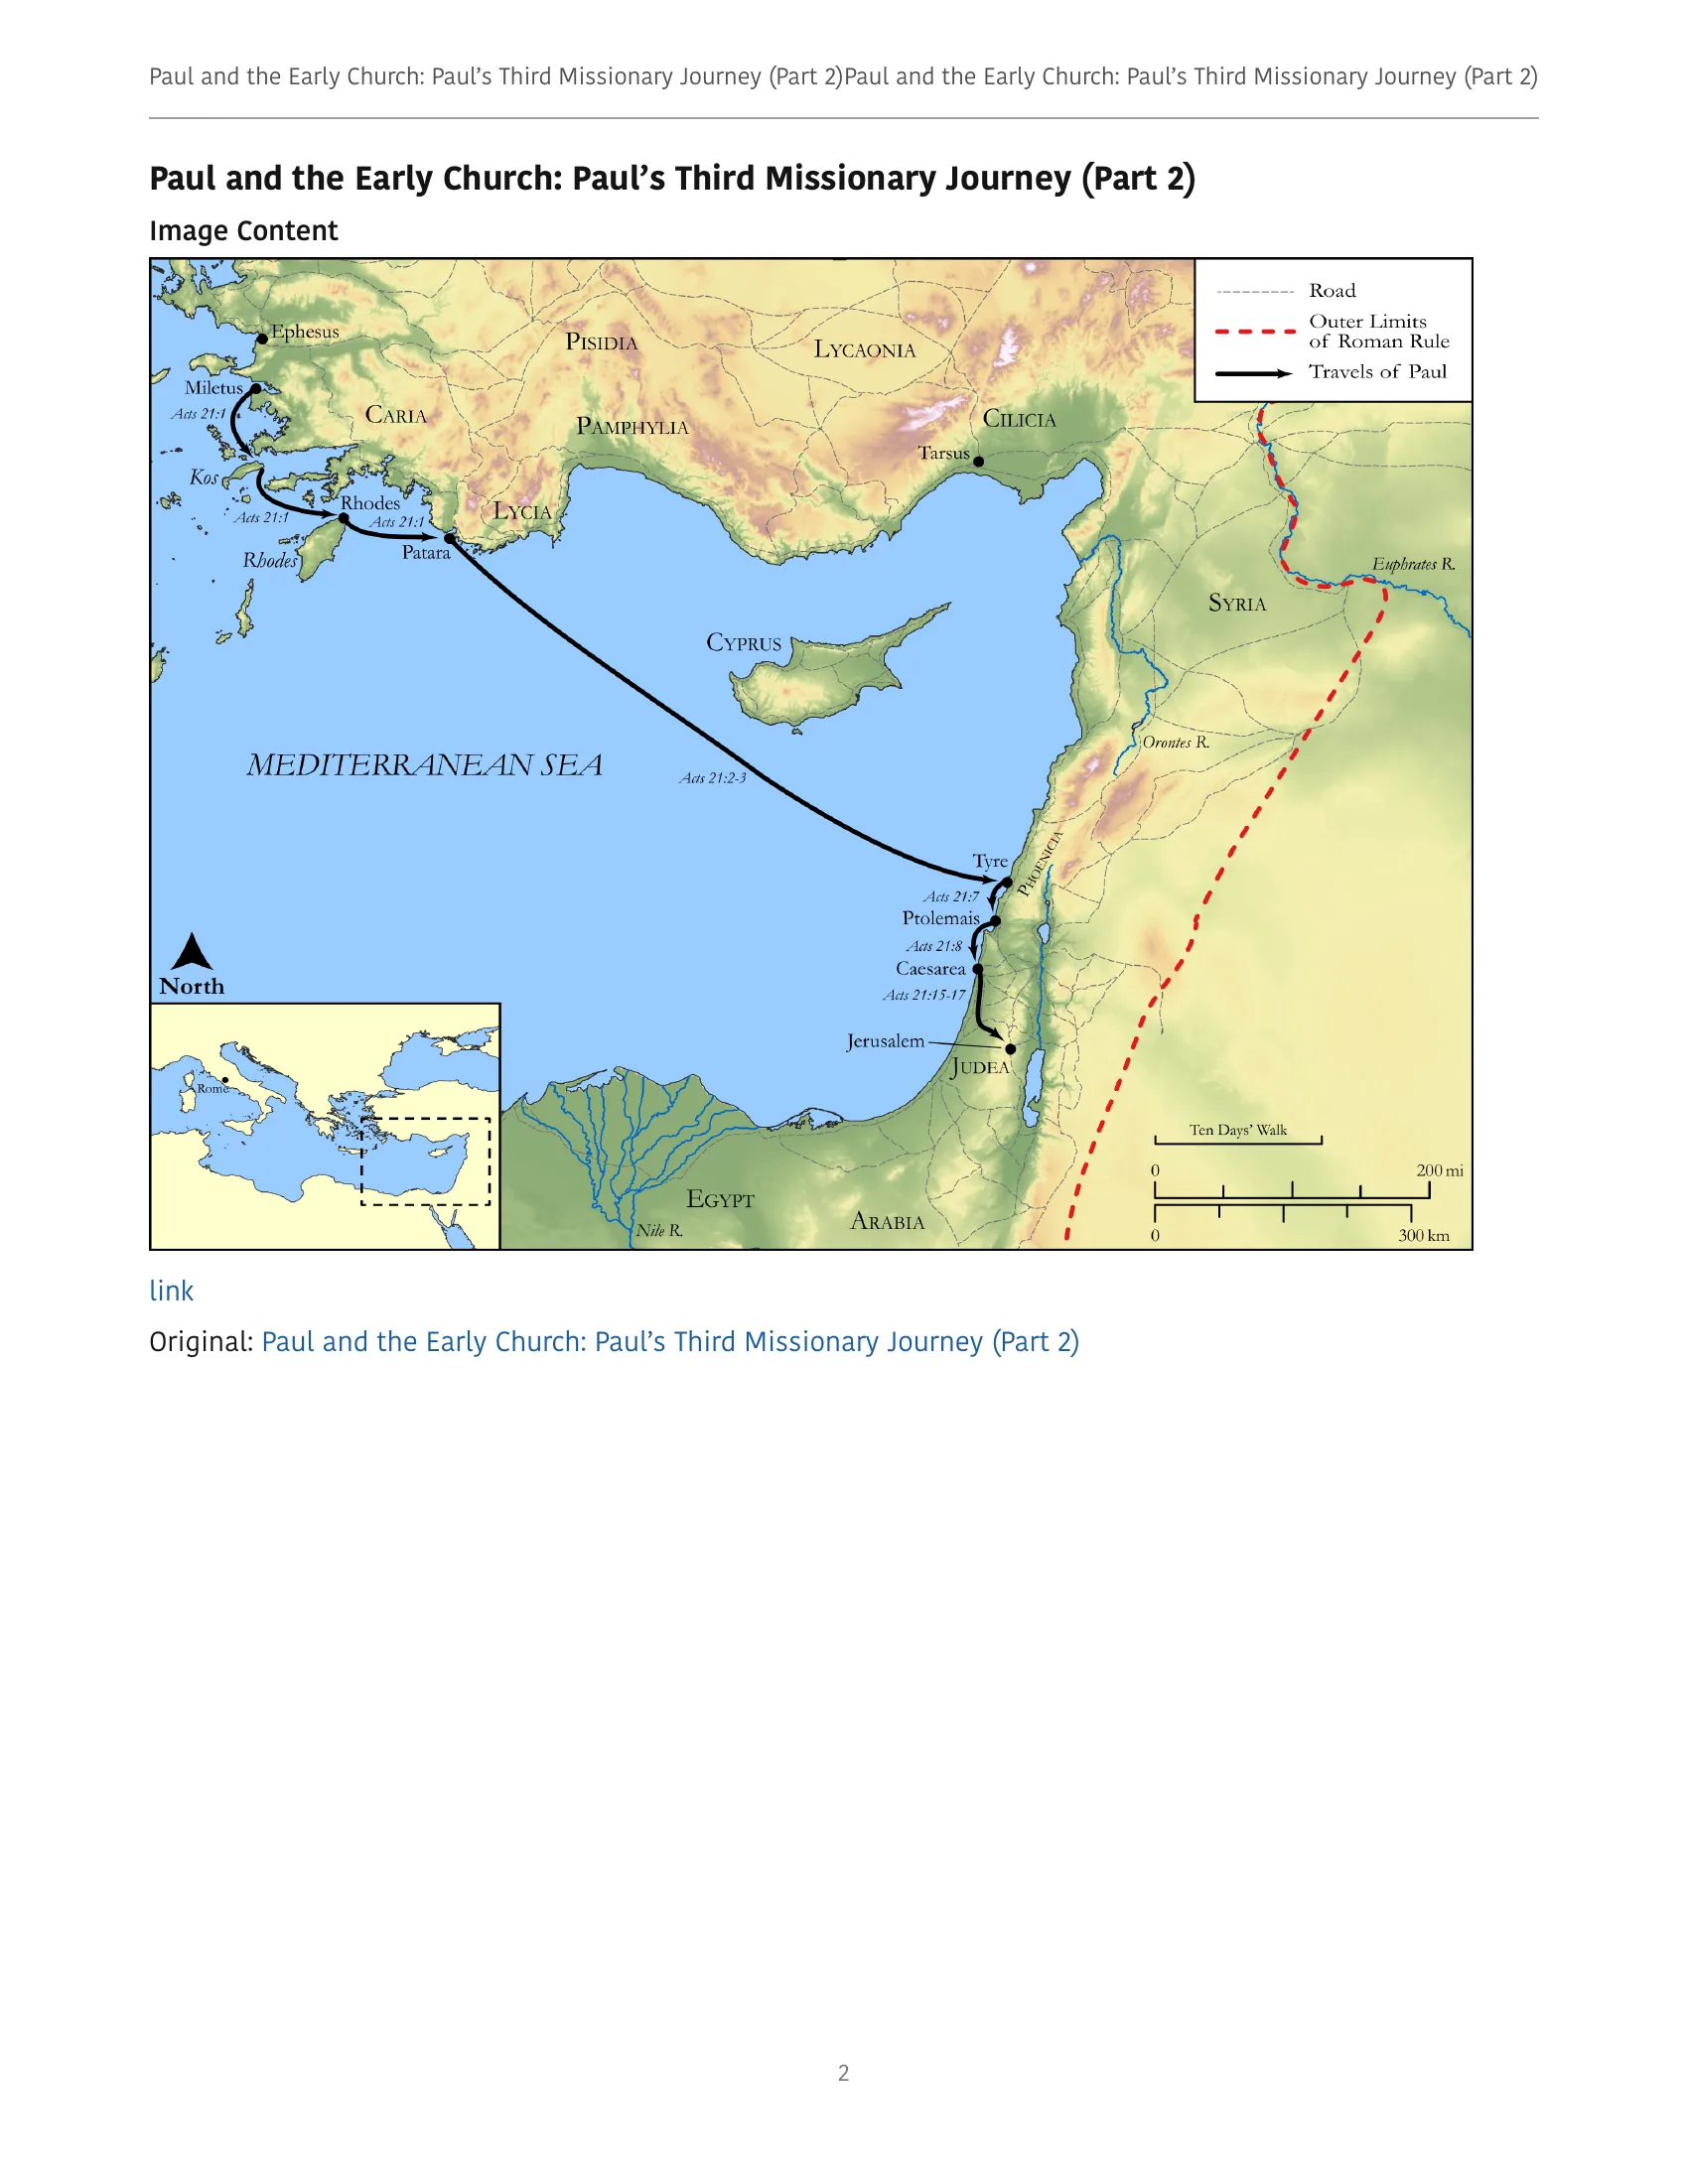 Paul and the Early Church: Paul’s Third Missionary Journey (Part 2)Paul and the Early Church: Paul’s Third Missionary Journey (Part 2)
Paul and the Early Church: Paul’s Third Missionary Journey (Part 2)
Image Content
Road
Outer Limits
of Roman Rule
Travels of Paul
Ephesus
PISIDIA
LYCAONIA
Miletus
Acts 21:1
CARIA
PAMPHYLIA
CILICIA
Tarsus
Kos
Rhodes
Acts 21:1
Acts 21:1
LYCIA
Patara
Rhodes
Euphrates R.
SYRIA
CYPRUS
Orontes R.
MEDITERRANEAN SEA
Acts 21:2-3
Tyre
PHOENICIA
Acts 21:7
Ptolemais
Acts 21:8
Caesarea
Acts 21:15-17
North
Jerusalem
JUDEA
Rome
Ten Days’ Walk
0
200 mi
EGYPT
ARABIA
Nile R.
0
300 km
link
Original: Paul and the Early Church: Paul’s Third Missionary Journey (Part 2)
2